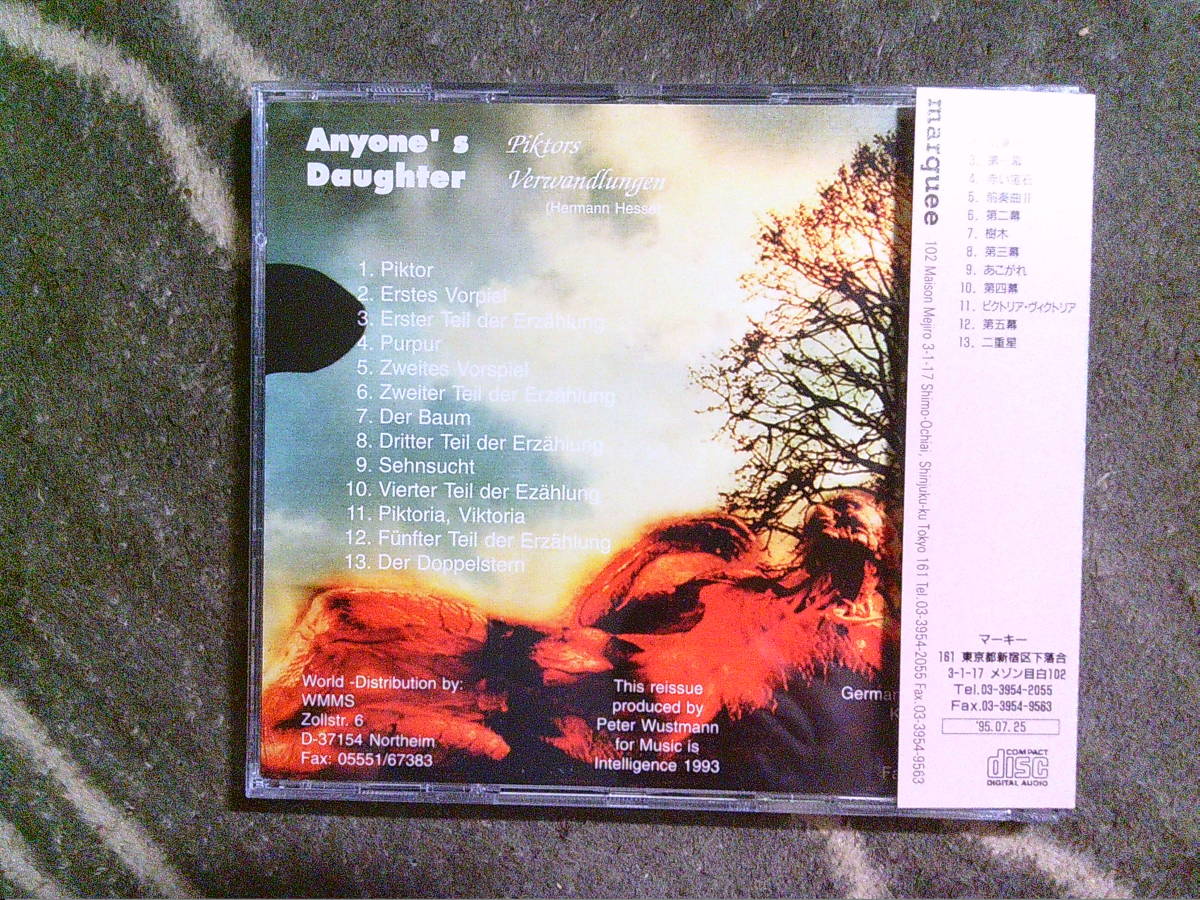 Anyone' s
Daughter
Piktors
Verwandlungen
(Hermann Hesse)
1. Piktor
2. Erstes Vorpiel
3. Erster Teil der Erzählung
4. Purpur
5. Zweites Vorspiel
6. Zweiter Teil der Erzählung
7. Der Baum
8. Dritter Teil der Erzählung
9. Sehnsucht
10. Vierter Teil der Ezählung
11. Piktoria, Viktoria
12. Fünfter Teil der Erzählung
13. Der Doppelstern
World -Distribution by:
WMMS
Zollstr. 6
D-37154 Northeim
Fax: 05551/67383
This reissue
produced by
Peter Wustmann
for Music is
Intelligence 1993
German
marquee 102 Maison Mejiro 3-1-17 Shimo-Ochiai, Shinjuku-ku Tokyo 161 Tel.03-3954-2055 Fax.03-3954-9563
3. 第一幕
4. 赤い宝石
5. 前奏曲II
6. 第二幕
7. 樹木
8. 第三幕
9. あこがれ
10. 第四幕
11. ピクトリア・ヴィクトリア
12. 第五幕
13. 二重星
マーキー
161 東京都新宿区下落合
3-1-17 メゾン目白102
Tel.03-3954-2055
Fax.03-3954-9563
'95.07.25
COMPACT
disc
DIGITAL AUDIO